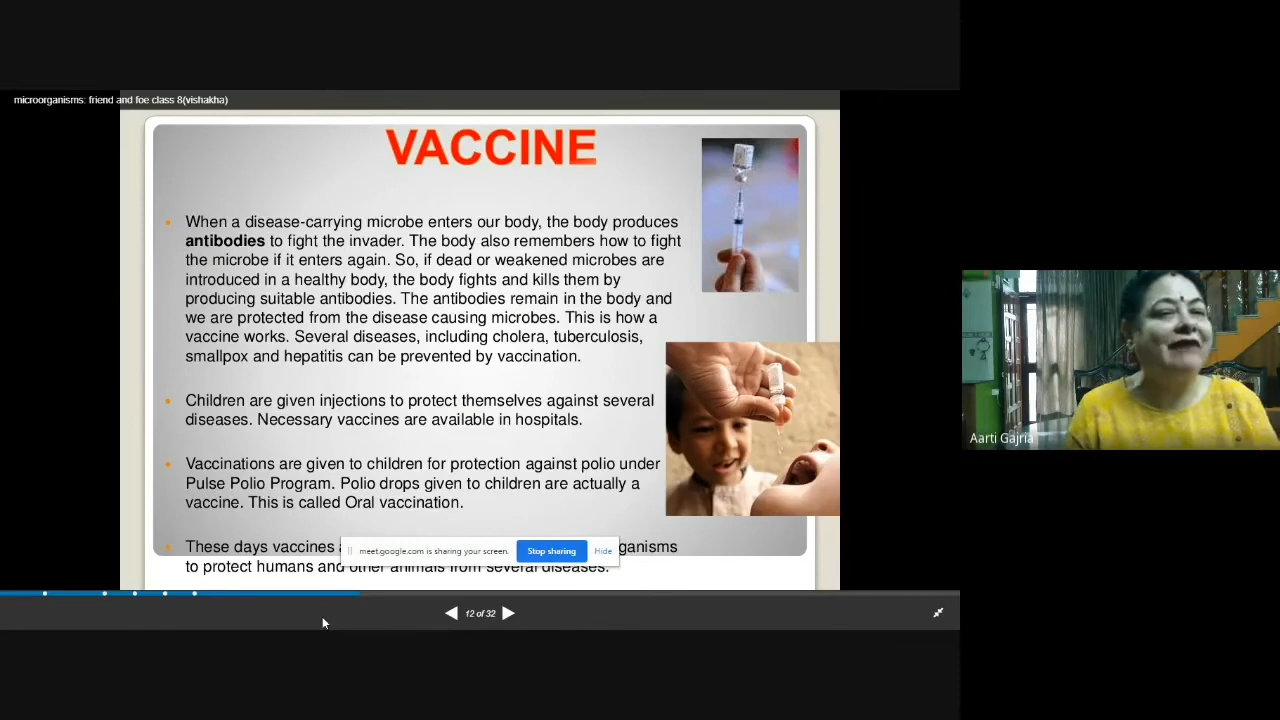 microorganisms: friend and foe class 8(vishakha)
VACCINE
When a disease-carrying microbe enters our body, the body produces
antibodies to fight the invader. The body also remembers how to fight
the microbe if it enters again. So, if dead or weakened microbes are
introduced in a healthy body, the body fights and kills them by
producing suitable antibodies. The antibodies remain in the body and
we are protected from the disease causing microbes. This is how a
vaccine works. Several diseases, including cholera, tuberculosis,
smallpox and hepatitis can be prevented by vaccination.
Children are given injections to protect themselves against several
diseases. Necessary vaccines are available in hospitals.
Vaccinations are given to children for protection against polio under
Pulse Polio Program. Polio drops given to children are actually a
vaccine. This is called Oral vaccination.
These days vaccines
to protect humans and other animals from several diseases.
meet.google.com is sharing your screen. Stop sharing Hide
12 of 32
Aarti Gajria